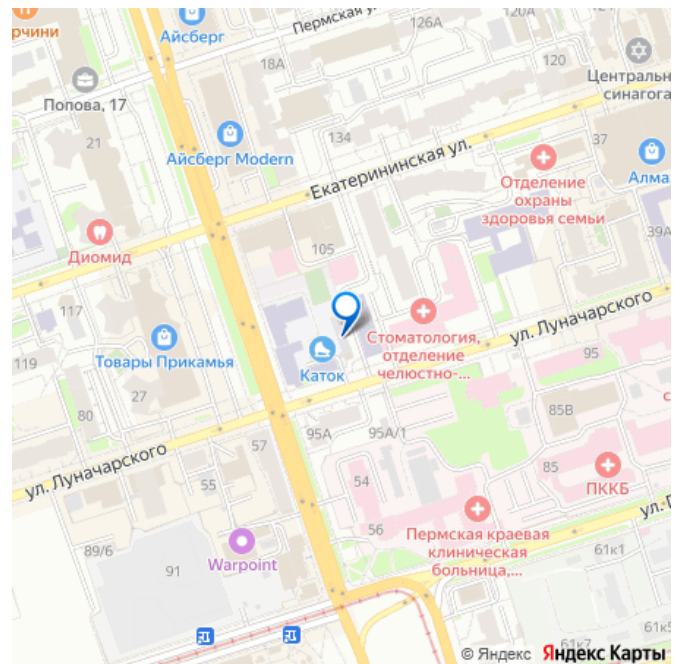 рчини
Айсберг
Пермская у
126А
120А
18А
120
Центральн
синагога
Попова, 17
21
134
Айсберг Modern
Екатерининская ул.
37
Алма
Отделение
охраны
здоровья семьи
39А
Диомид
105
117
119
Товары Прикамья
Стоматология,
отделение
челюстно-...
ул. Луначарского
Каток
95
27
80
85В
57
95А
95А/1
ул. Луначарского
55
54
85
ПККБ
56
Пермская краевая
клиническая
больница,...
ул. Г
89/6
91
Warpoint
61к1
61к5
61к7
© Яндекс Яндекс Карты